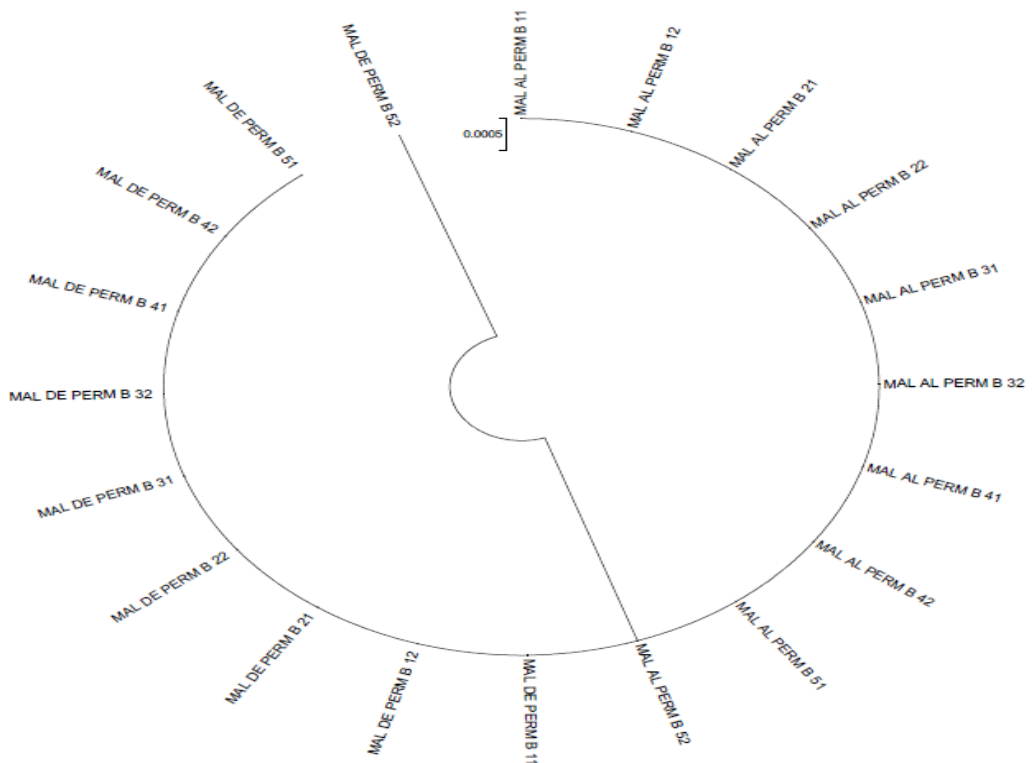 MAL AL PERM B 11
MAL AL PERM B 12
MAL AL PERM B 21
MAL AL PERM B 22
MAL AL PERM B 31
MAL AL PERM B 32
MAL AL PERM B 41
MAL AL PERM B 42
MAL AL PERM B 51
MAL AL PERM B 52
MAL DE PERM B 11
MAL DE PERM B 12
MAL DE PERM B 21
MAL DE PERM B 22
MAL DE PERM B 31
MAL DE PERM B 32
MAL DE PERM B 41
MAL DE PERM B 42
MAL DE PERM B 51
MAL DE PERM B 52
0.0005